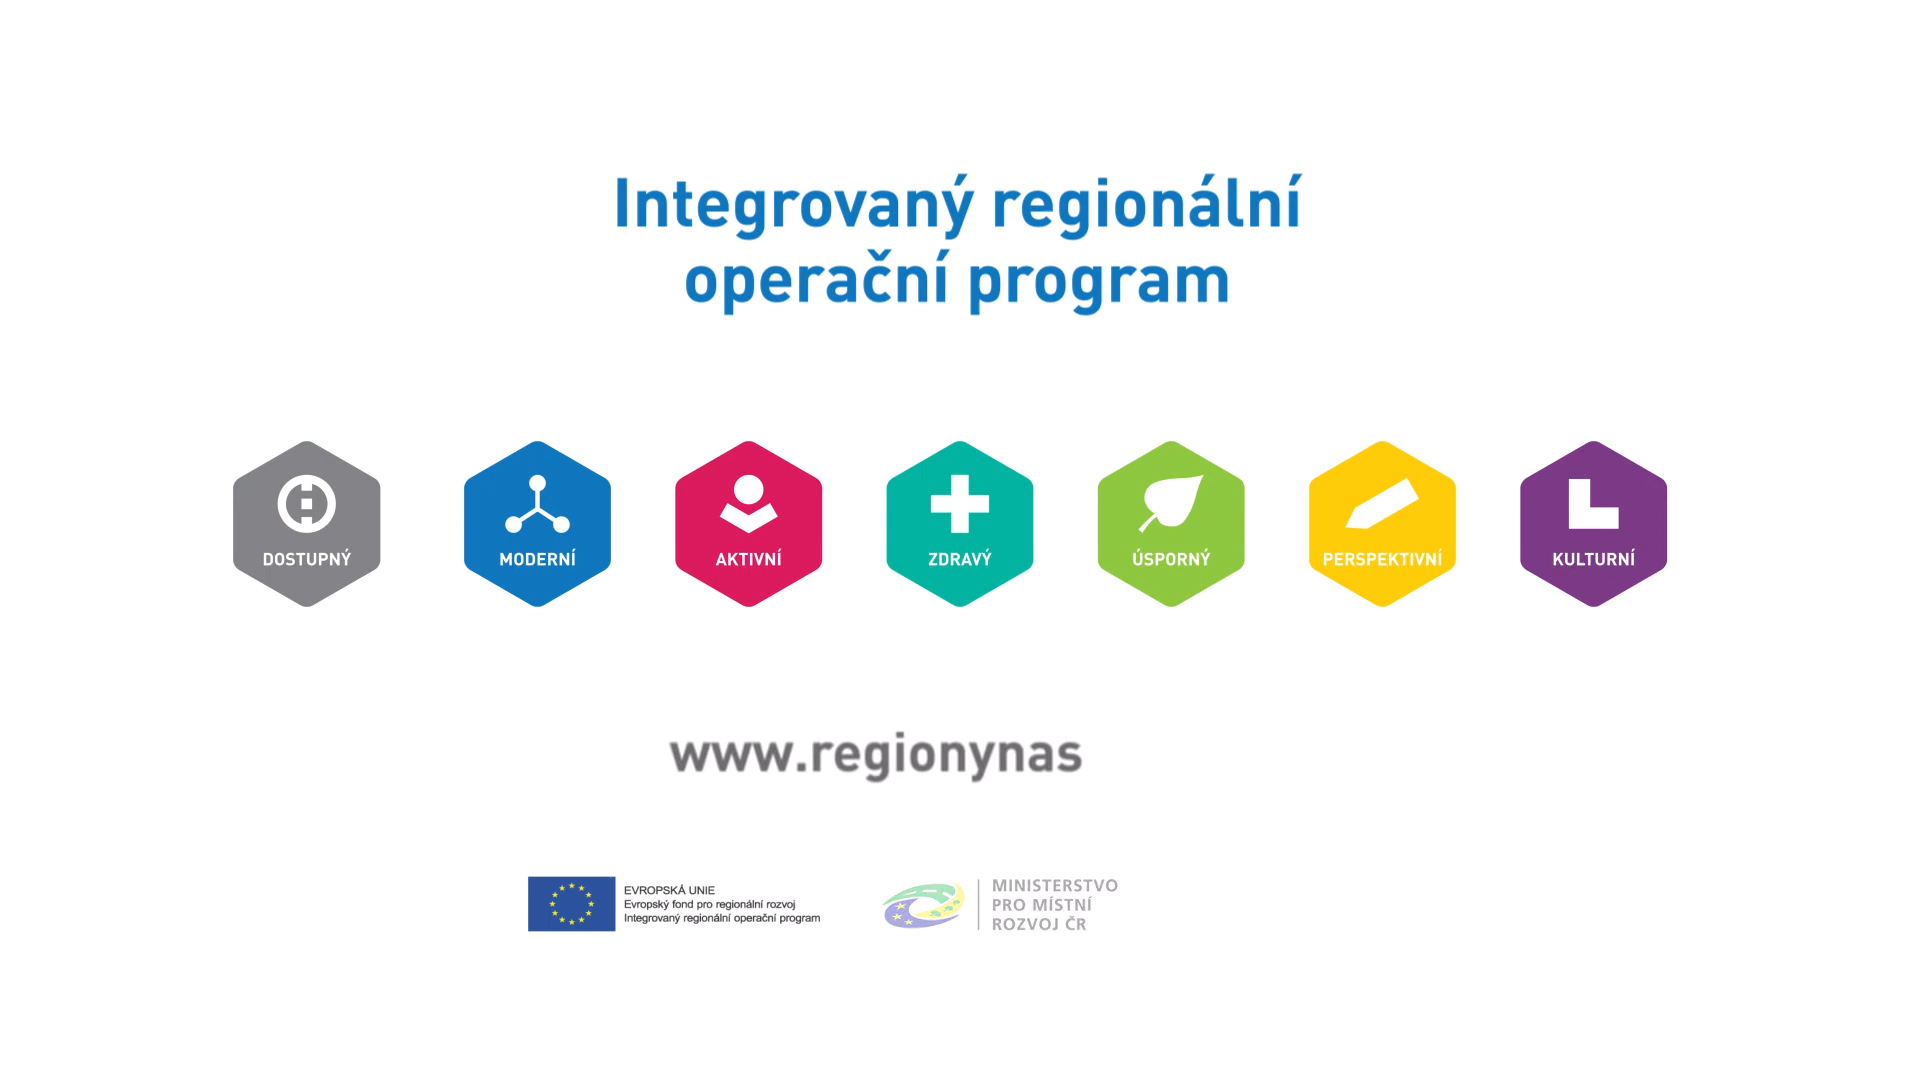 Integrovaný regionální
operační program
DOSTUPNÝ
MODERNÍ
AKTIVNÍ
ZDRAVÝ
ÚSPORNÝ
PERSPEKTIVNÍ
KULTURNÍ
www.regionynas
EVROPSKÁ UNIE
Evropský fond pro regionální rozvoj
Integrovaný regionální operační program
MINISTERSTVO
PRO MÍSTNÍ
ROZVOJ ČR